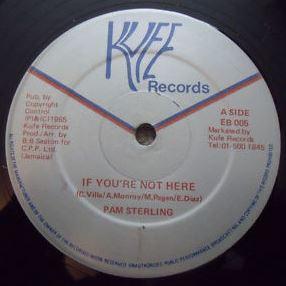 KUFE
Records
Pub. by
Copyright
Control
(P)&(C)1985
Kufe Records
Prod./Arr. by
B.B. Seaton for
C.P.P. Ltd.
(Jamaica)
A SIDE
EB 005
Marketed by
Kufe Records
Tel: 01-500 1845
IF YOU'RE NOT HERE
(C.Villa/A.Monroy/M.Pagan/E.Diaz)
PAM STERLING